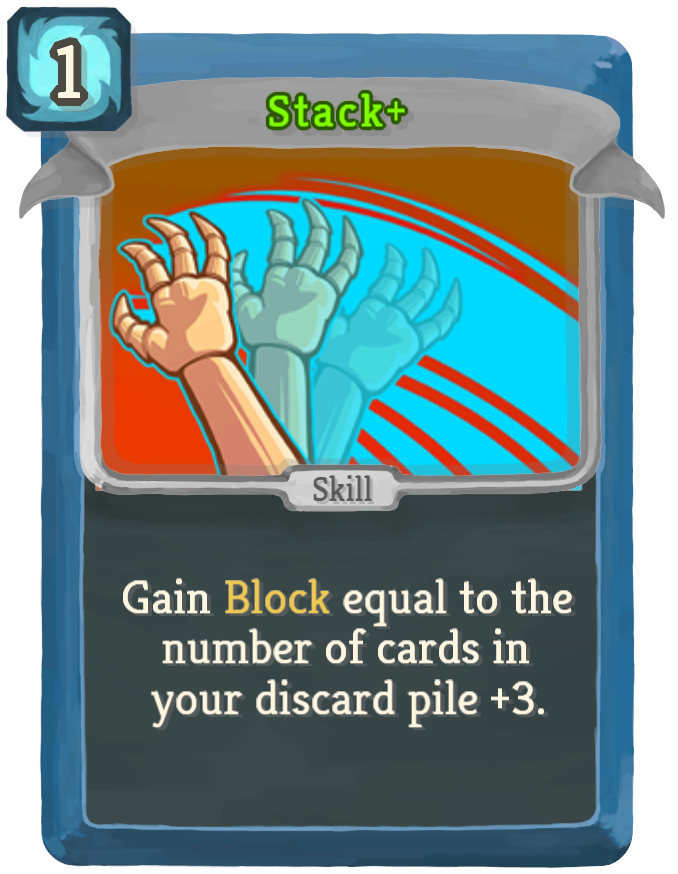 1
Stack+
Skill
Gain Block equal to the
number of cards in
your discard pile +3.